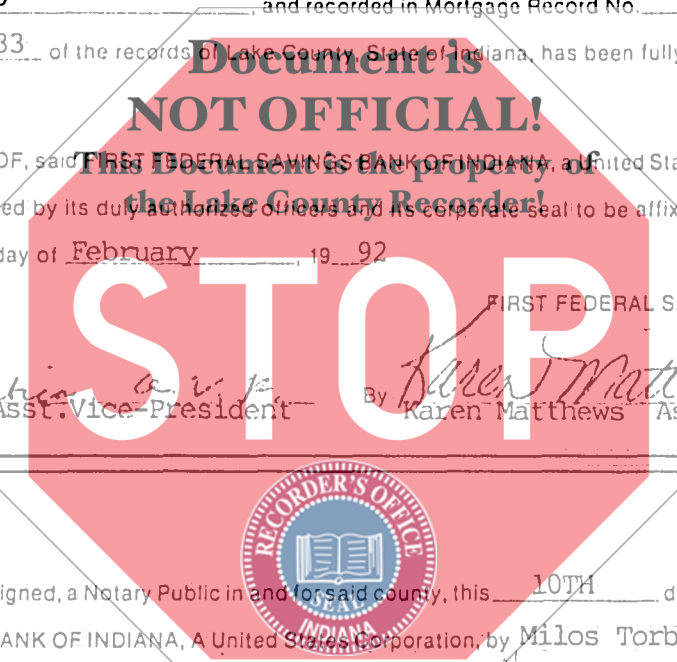 and recorded in Mortgage Record No.
33 of the records of Lake County, State of Indiana, has been fully
Document is
NOT OFFICIAL!
OF, said FIRST FEDERAL SAVINGS BANK OF INDIANA, a United Sta
This Document is the property of
ed by its duly authorized officers and its corporate seal to be affix
the Lake County Recorder!
day of February, 19 92
STOP
FIRST FEDERAL S
a.v.p. By Karen Matt
Asst. Vice-President Karen Matthews As
RECORDER'S OFFICE
SEAL
INDIANA
igned, a Notary Public in and for said county, this 10TH d
ANK OF INDIANA, A United States Corporation, by Milos Torb